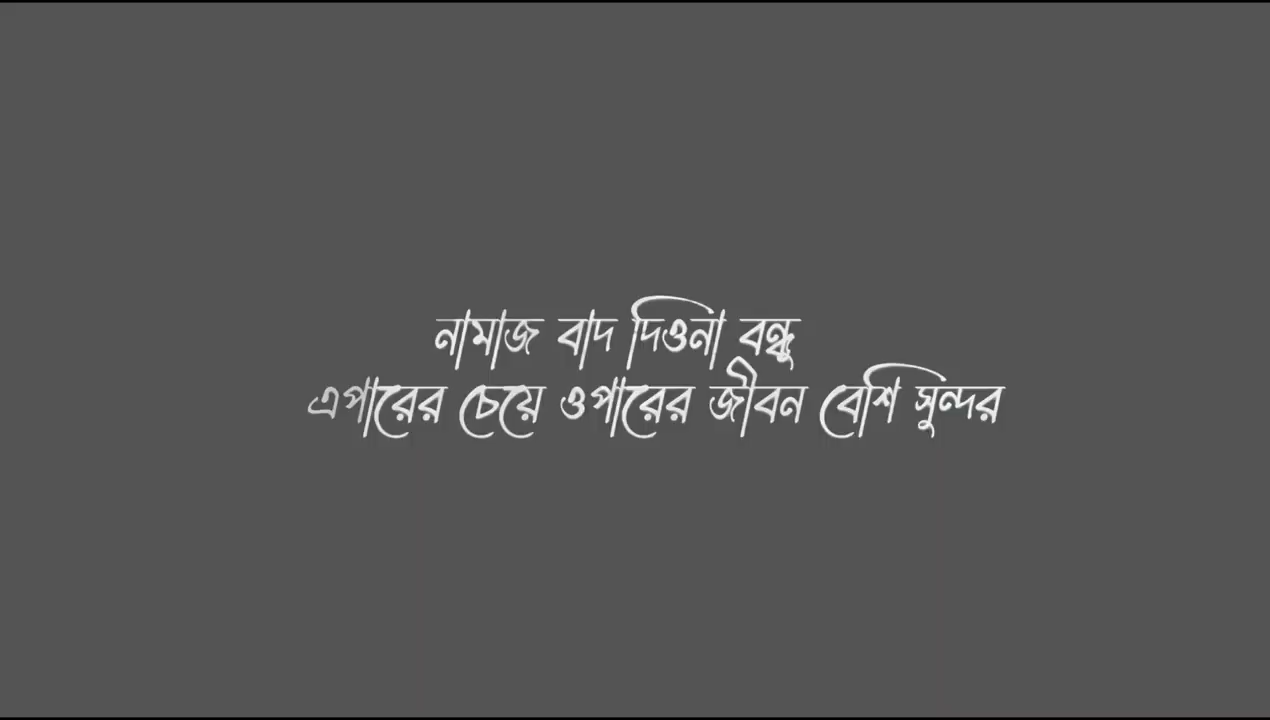 নামাজ বাদ দিওনা বন্ধু
এপারের চেয়ে ওপারের জীবন বেশি সুন্দর